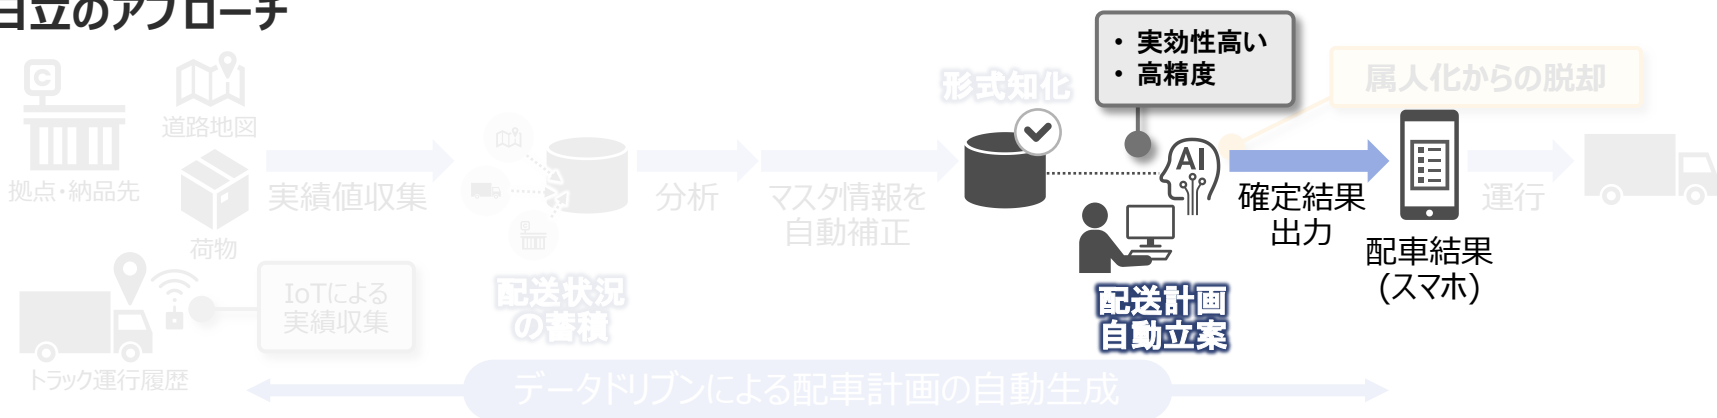 自立のアプローチ
・ 実効性高い
・ 高精度
形式知化
属人化からの脱却
C
道路地図
拠点・納品先
荷物
実績値収集
分析
マスタ情報を
自動補正
AI
確定結果
出力
運行
配車結果
(スマホ)
IoTによる
実績収集
配送状況
の蓄積
配送計画
自動立案
トラック運行履歴
データドリブンによる配車計画の自動生成